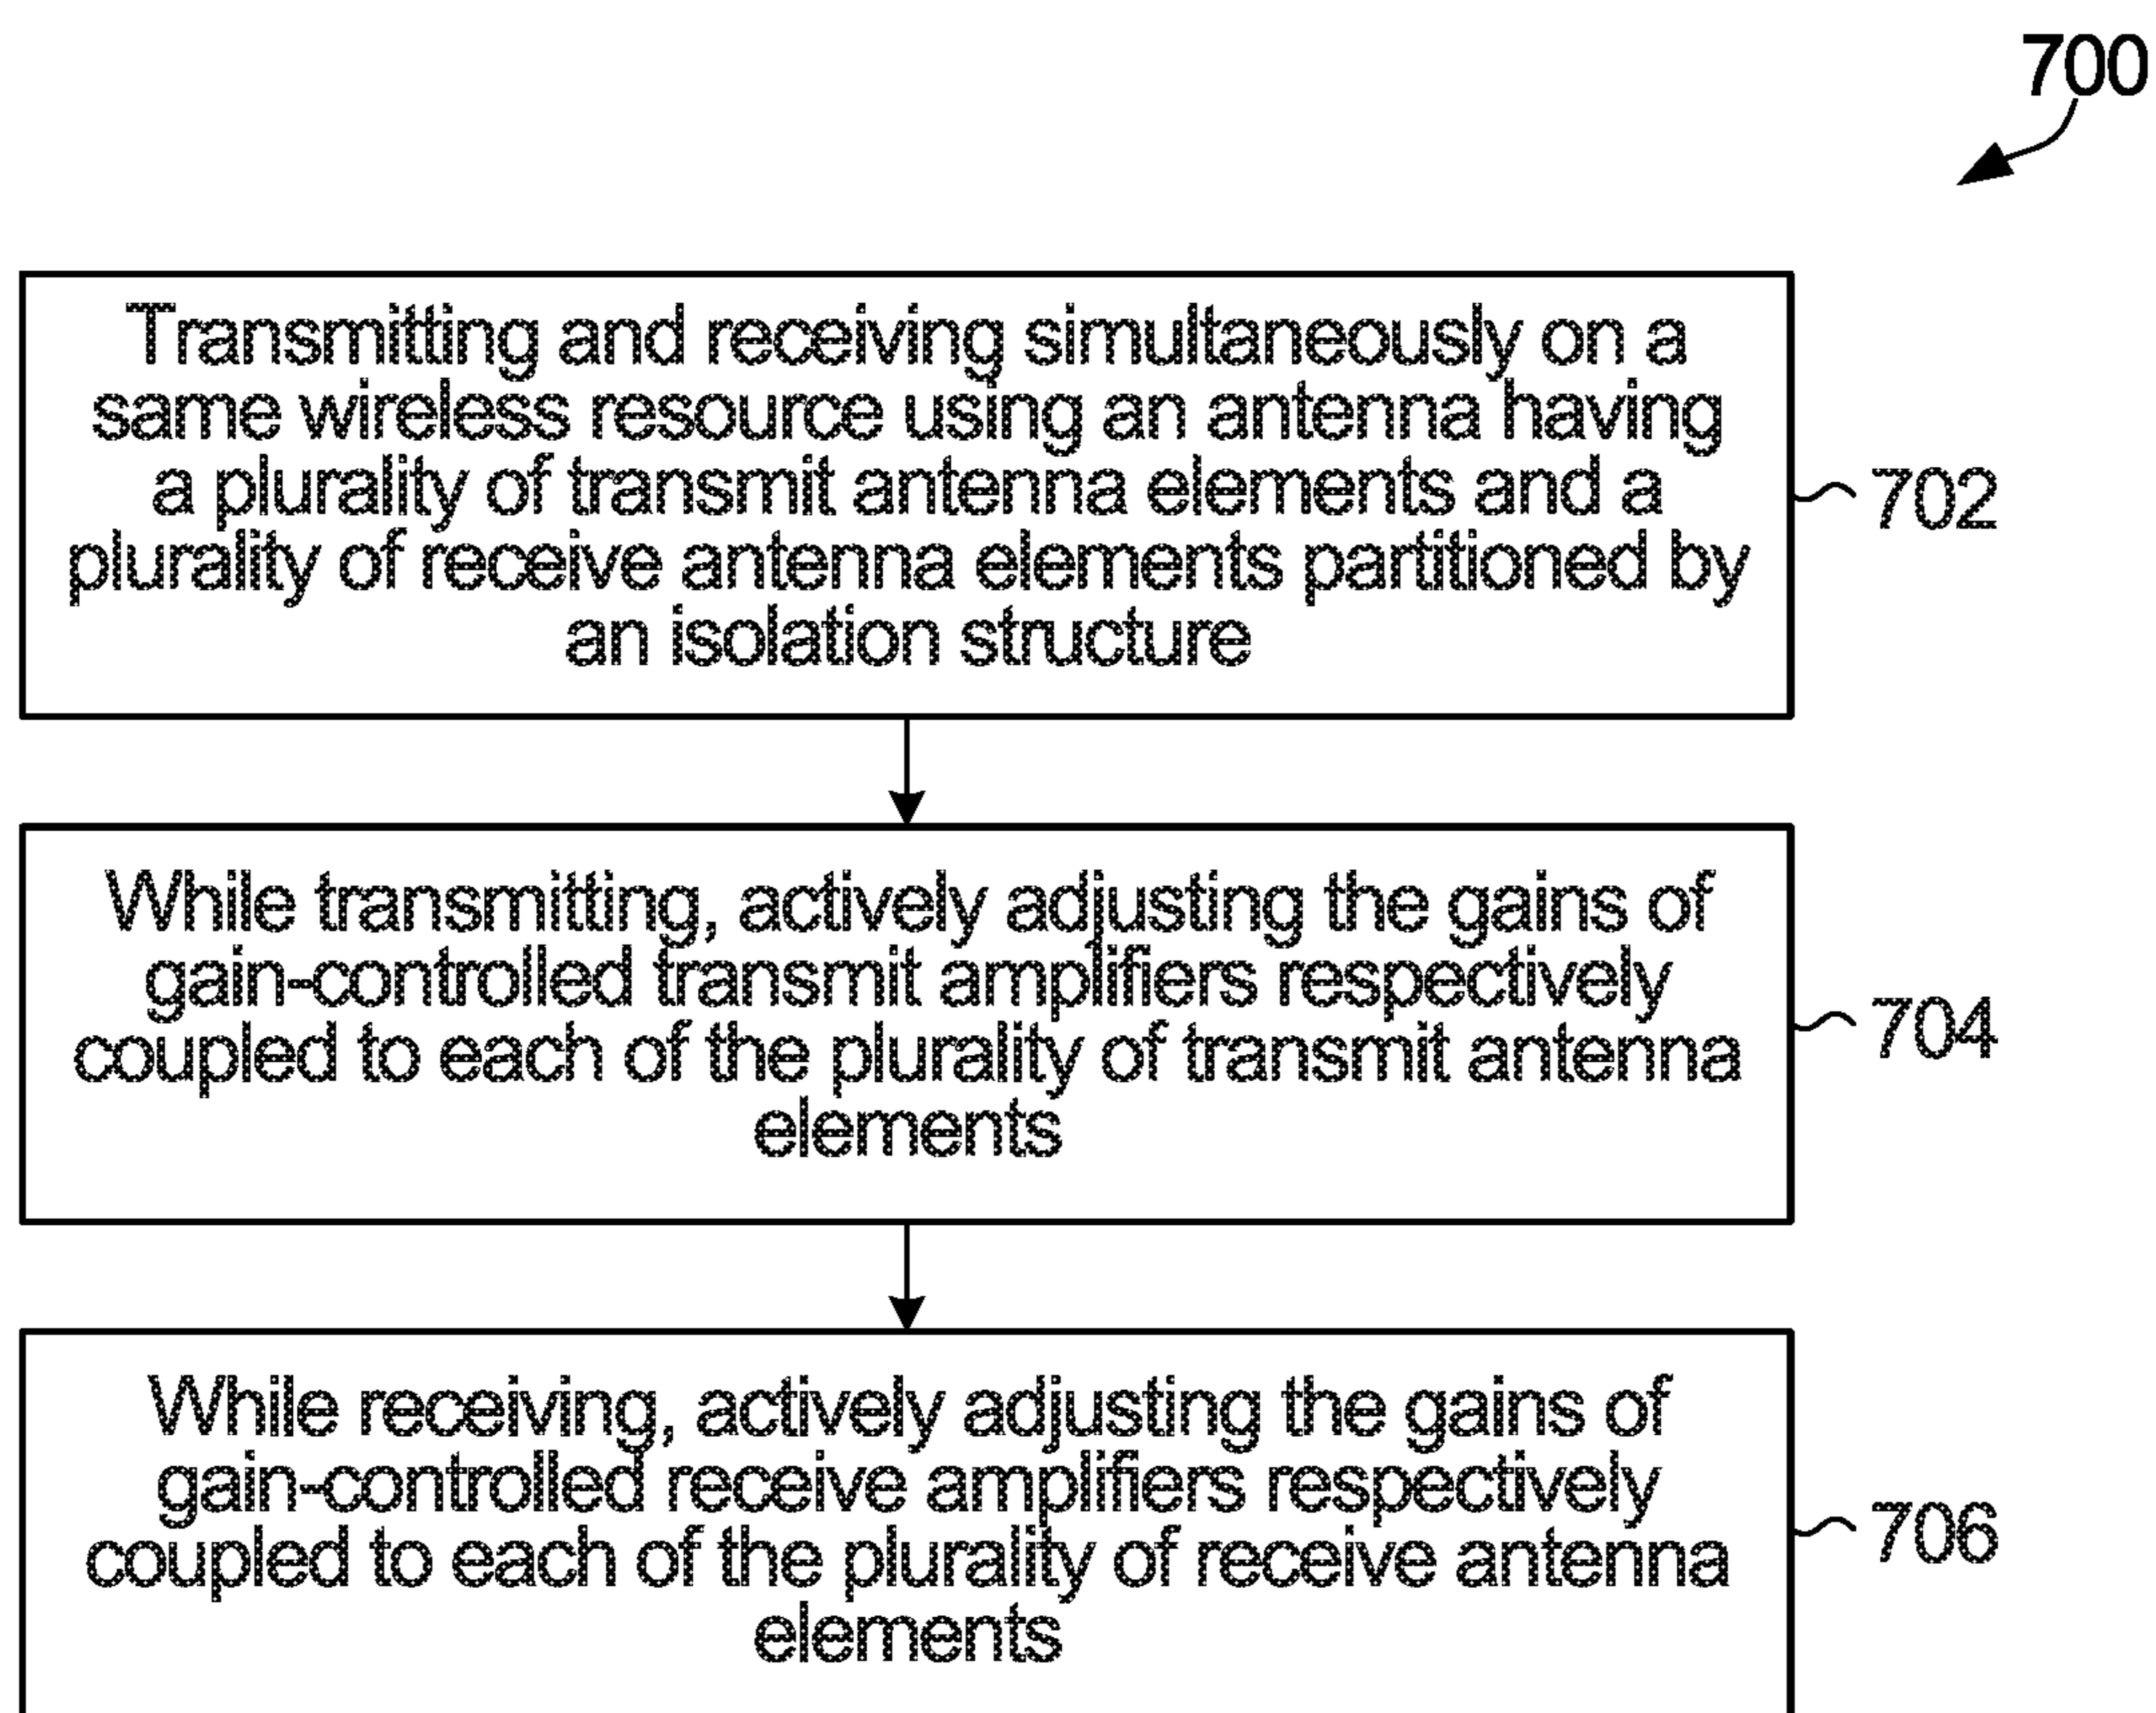 700
Transmitting and receiving simultaneously on a
same wireless resource using an antenna having
a plurality of transmit antenna elements and a
plurality of receive antenna elements partitioned by
an isolation structure
702
While transmitting, actively adjusting the gains of
gain-controlled transmit amplifiers respectively
coupled to each of the plurality of transmit antenna
elements
704
While receiving, actively adjusting the gains of
gain-controlled receive amplifiers respectively
coupled to each of the plurality of receive antenna
elements
706